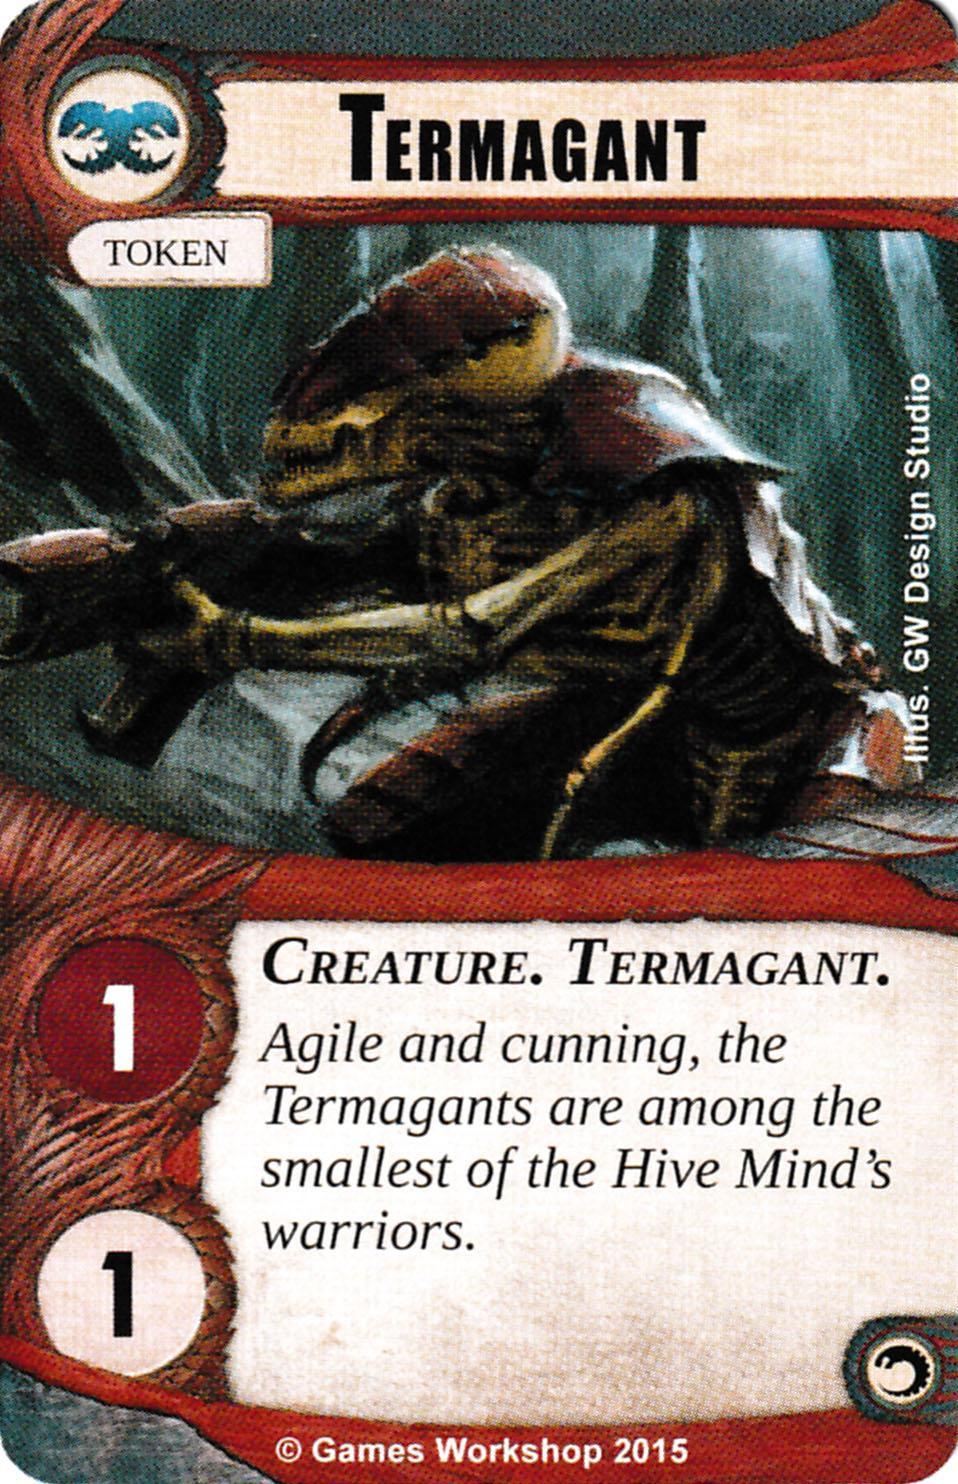 TERMAGANT
TOKEN
Illus. GW Design Studio
1
CREATURE. TERMAGANT.
Agile and cunning, the
Termagants are among the
smallest of the Hive Mind’s
warriors.
1
© Games Workshop 2015